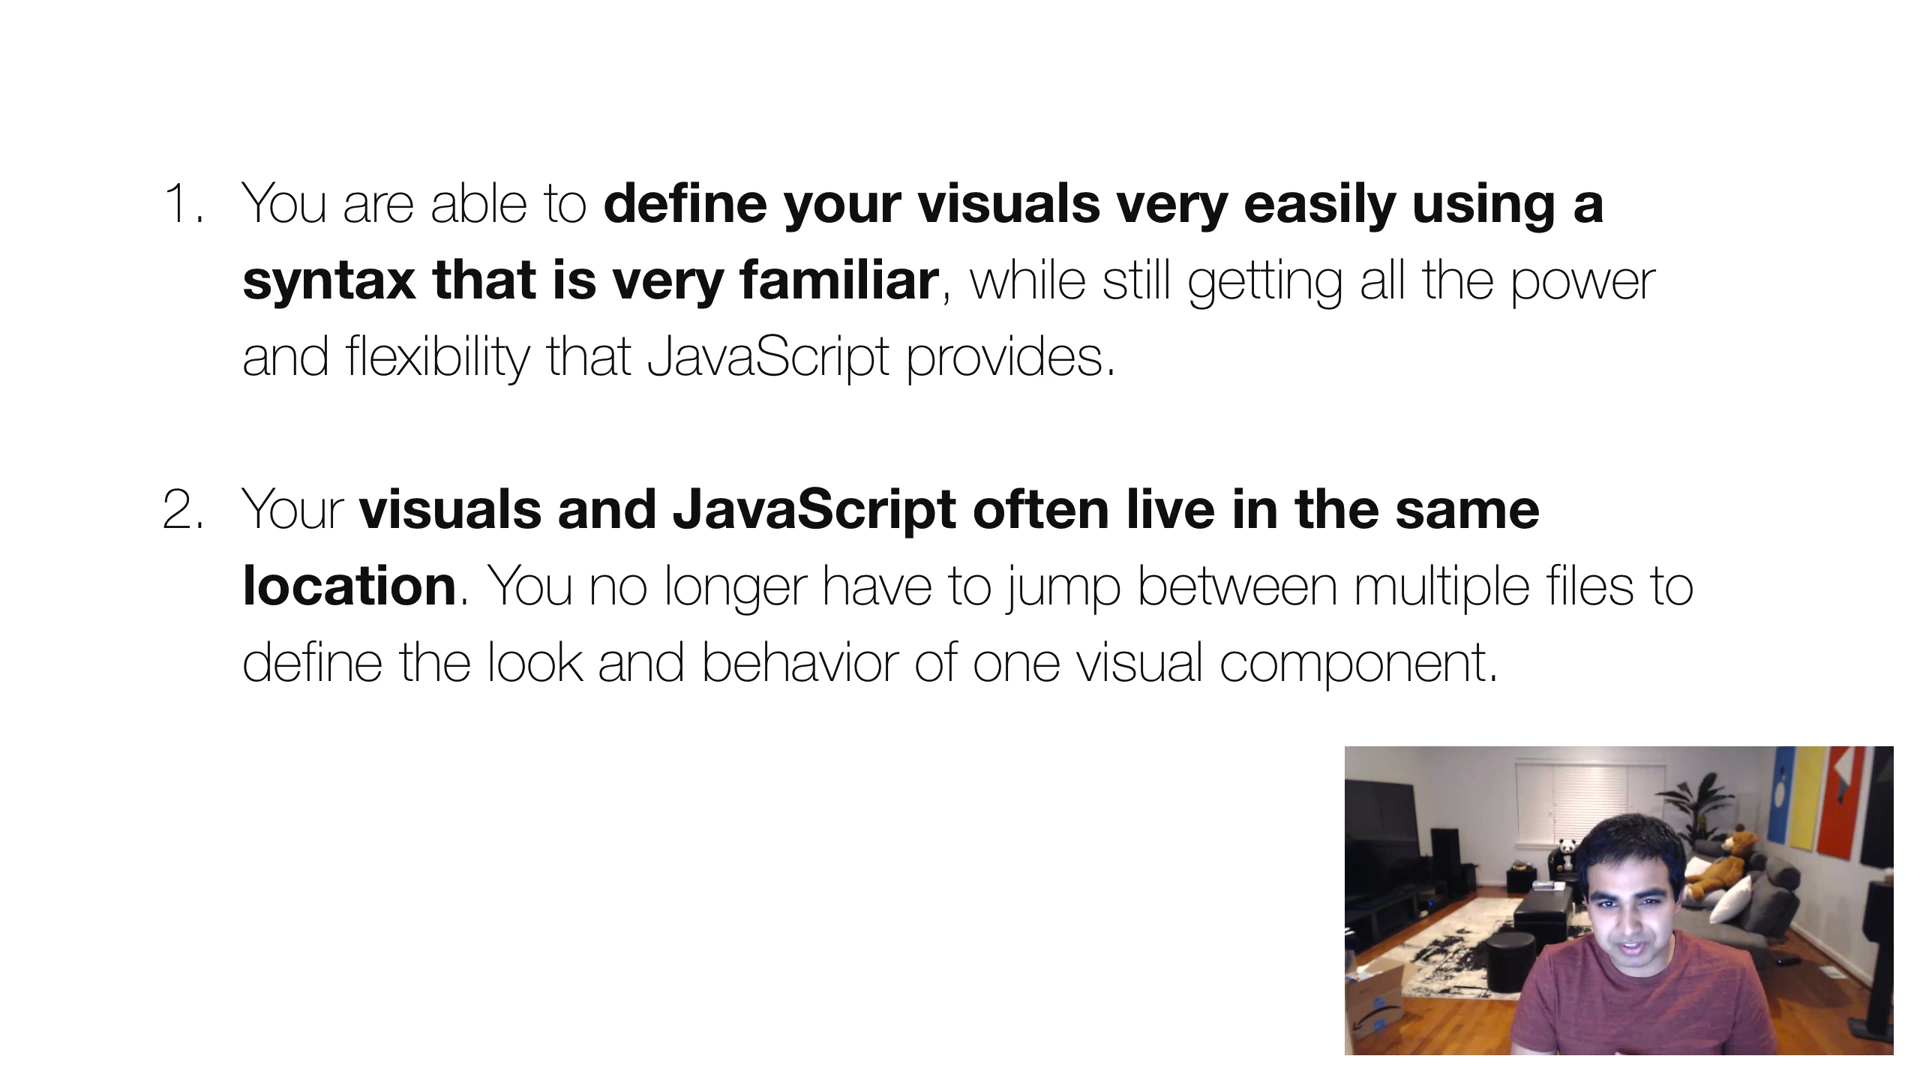 1. You are able to define your visuals very easily using a
syntax that is very familiar, while still getting all the power
and flexibility that JavaScript provides.
2. Your visuals and JavaScript often live in the same
location. You no longer have to jump between multiple files to
define the look and behavior of one visual component.